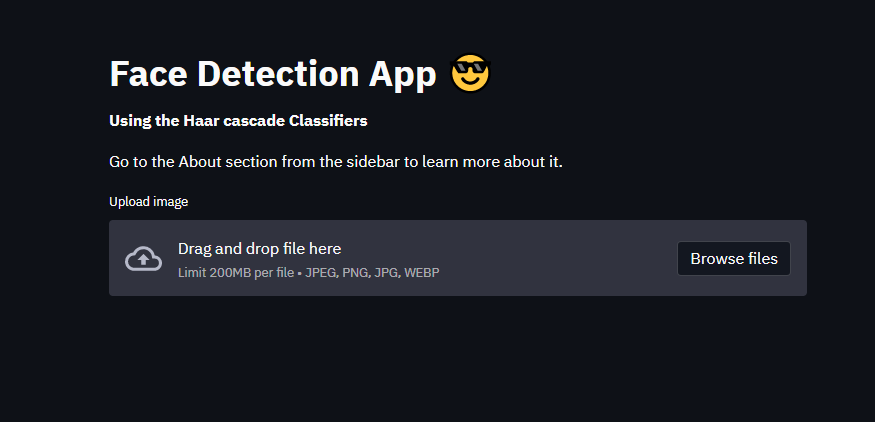 Face Detection App 😎
Using the Haar cascade Classifiers
Go to the About section from the sidebar to learn more about it.
Upload image
Drag and drop file here
Limit 200MB per file • JPEG, PNG, JPG, WEBP
Browse files